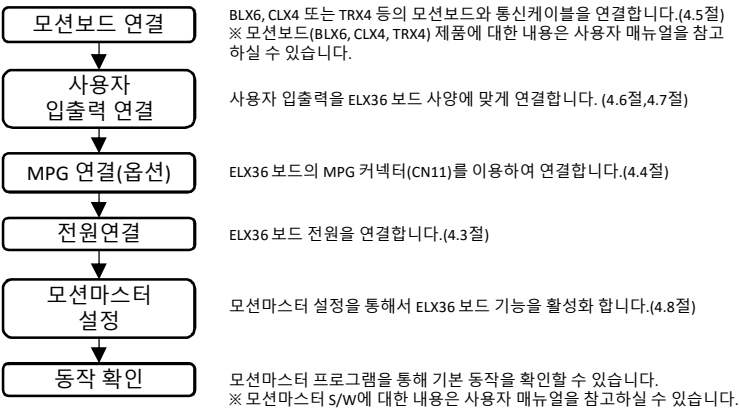 모션보드 연결
BLX6, CLX4 또는 TRX4 등의 모션보드와 통신케이블을 연결합니다.(4.5절)
※ 모션보드(BLX6, CLX4, TRX4) 제품에 대한 내용은 사용자 매뉴얼을 참고
하실 수 있습니다.
사용자
입출력 연결
사용자 입출력을 ELX36 보드 사양에 맞게 연결합니다. (4.6절,4.7절)
MPG 연결(옵션)
ELX36 보드의 MPG 커넥터(CN11)를 이용하여 연결합니다.(4.4절)
전원연결
ELX36 보드 전원을 연결합니다.(4.3절)
모션마스터
설정
모션마스터 설정을 통해서 ELX36 보드 기능을 활성화 합니다.(4.8절)
동작 확인
모션마스터 프로그램을 통해 기본 동작을 확인할 수 있습니다.
※ 모션마스터 S/W에 대한 내용은 사용자 매뉴얼을 참고하실 수 있습니다.